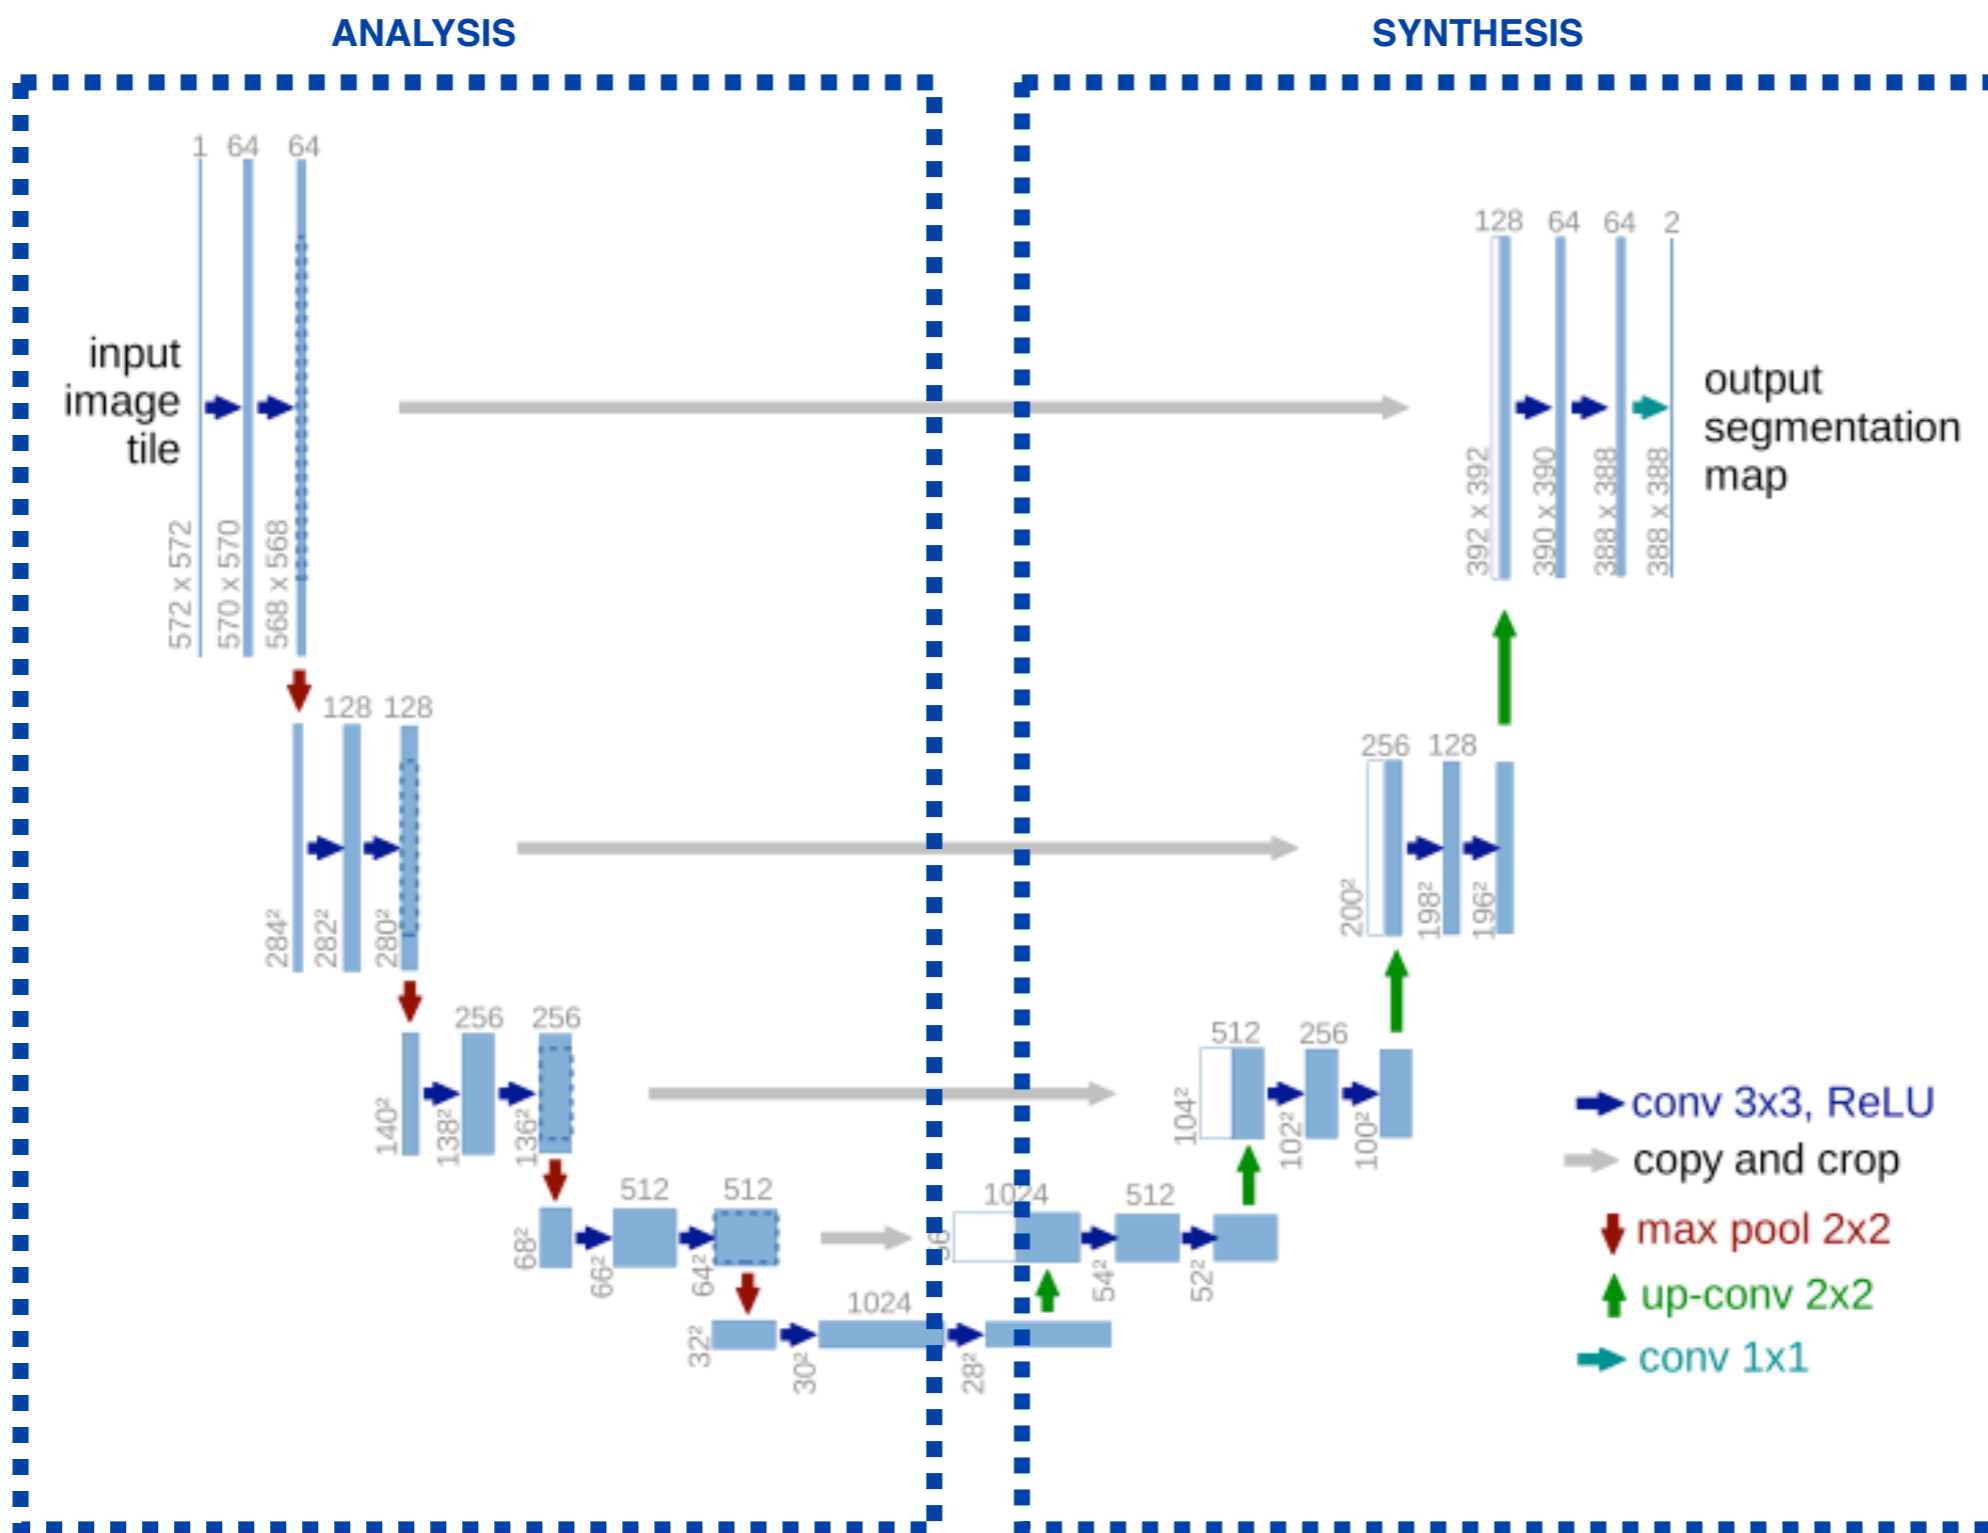 ANALYSIS
SYNTHESIS
1 64 64
input
image
tile
572 x 572
570 x 570
568 x 568
128 64 64 2
output
segmentation
map
392 x 392
390 x 390
388 x 388
388 x 388
128 128
284²
282²
280²
256 128
200²
198²
196²
256 256
140²
138²
136²
512 256
104²
102²
100²
512 512
68²
66²
64²
1024 512
54²
52²
1024
32²
30²
28²
conv 3x3, ReLU
copy and crop
max pool 2x2
up-conv 2x2
conv 1x1